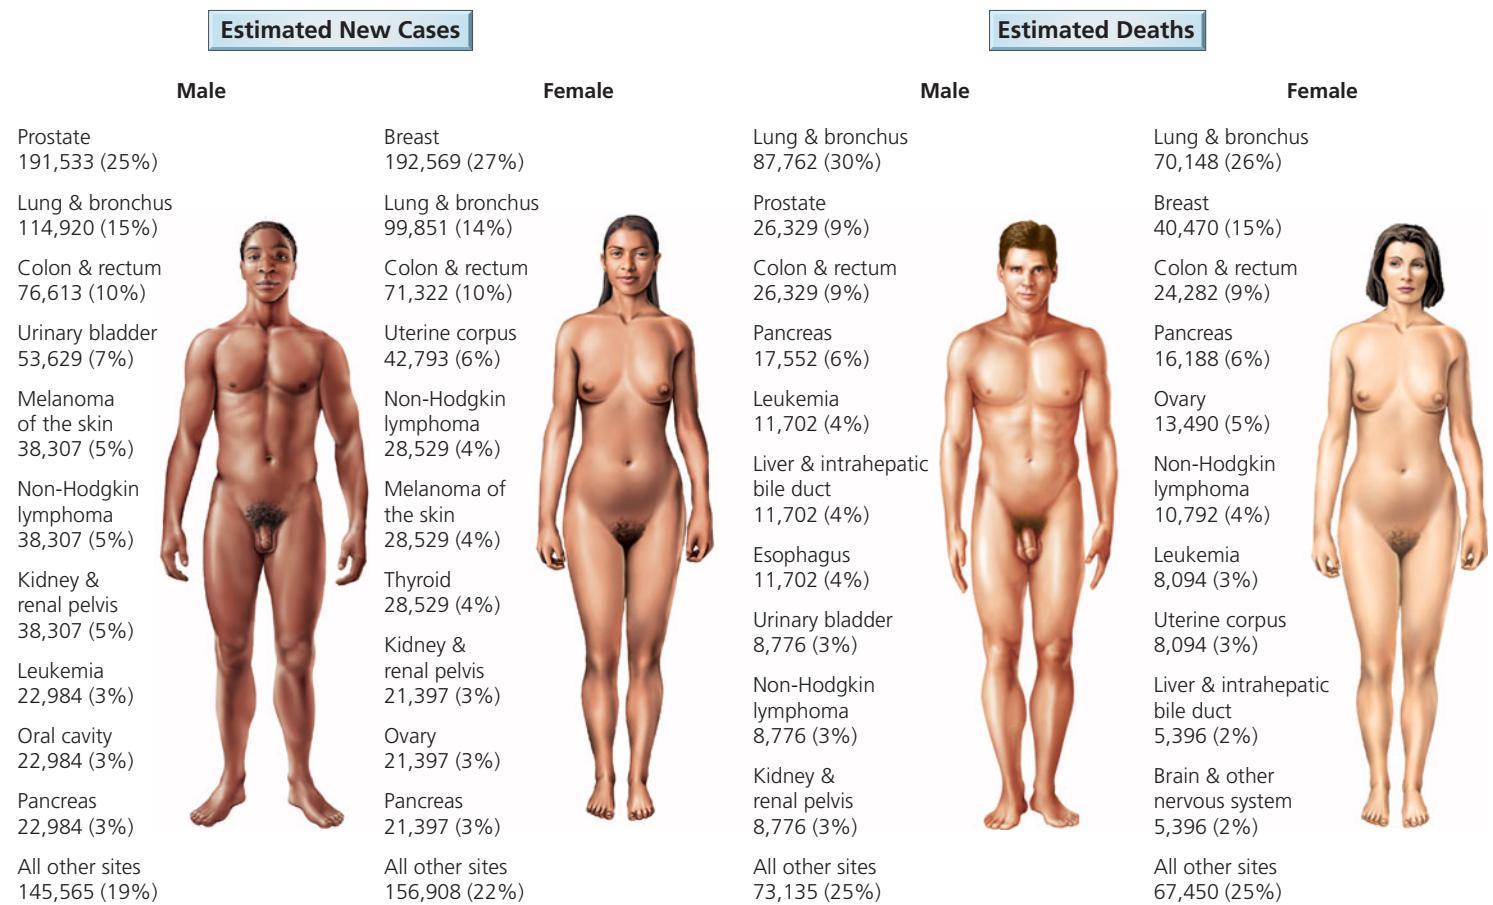 Estimated New Cases
Male
Prostate
191,533 (25%)
Lung & bronchus
114,920 (15%)
Colon & rectum
76,613 (10%)
Urinary bladder
53,629 (7%)
Melanoma
of the skin
38,307 (5%)
Non-Hodgkin
lymphoma
38,307 (5%)
Kidney &
renal pelvis
38,307 (5%)
Leukemia
22,984 (3%)
Oral cavity
22,984 (3%)
Pancreas
22,984 (3%)
All other sites
145,565 (19%)
Female
Breast
192,569 (27%)
Lung & bronchus
99,851 (14%)
Colon & rectum
71,322 (10%)
Uterine corpus
42,793 (6%)
Non-Hodgkin
lymphoma
28,529 (4%)
Melanoma of
the skin
28,529 (4%)
Thyroid
28,529 (4%)
Kidney &
renal pelvis
21,397 (3%)
Ovary
21,397 (3%)
Pancreas
21,397 (3%)
All other sites
156,908 (22%)
Estimated Deaths
Male
Lung & bronchus
87,762 (30%)
Prostate
26,329 (9%)
Colon & rectum
26,329 (9%)
Pancreas
17,552 (6%)
Leukemia
11,702 (4%)
Liver & intrahepatic
bile duct
11,702 (4%)
Esophagus
11,702 (4%)
Urinary bladder
8,776 (3%)
Non-Hodgkin
lymphoma
8,776 (3%)
Kidney &
renal pelvis
8,776 (3%)
All other sites
73,135 (25%)
Female
Lung & bronchus
70,148 (26%)
Breast
40,470 (15%)
Colon & rectum
24,282 (9%)
Pancreas
16,188 (6%)
Ovary
13,490 (5%)
Non-Hodgkin
lymphoma
10,792 (4%)
Leukemia
8,094 (3%)
Uterine corpus
8,094 (3%)
Liver & intrahepatic
bile duct
5,396 (2%)
Brain & other
nervous system
5,396 (2%)
All other sites
67,450 (25%)